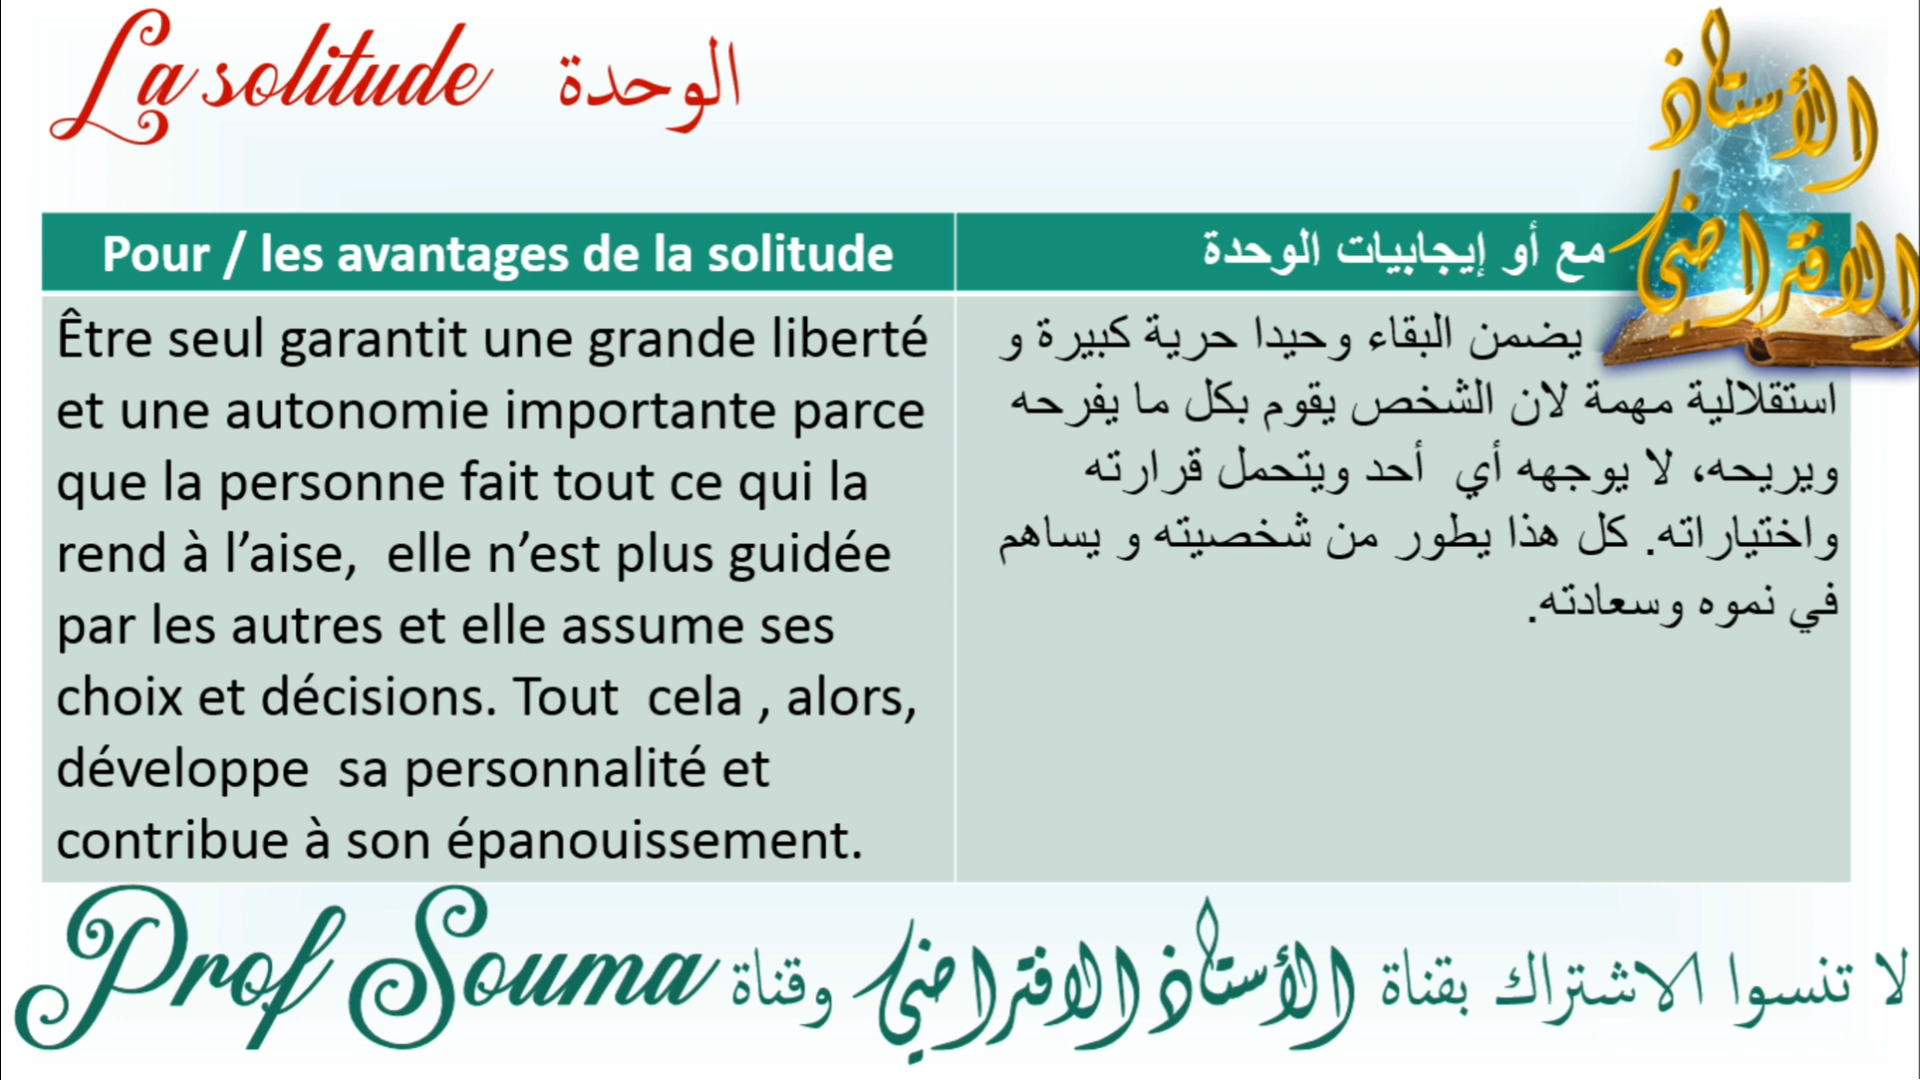 La solitude الوحدة
الأستاذ
الافتراضي
Pour / les avantages de la solitude
مع أو إيجابيات الوحدة
Être seul garantit une grande liberté
et une autonomie importante parce
que la personne fait tout ce qui la
rend à l’aise, elle n’est plus guidée
par les autres et elle assume ses
choix et décisions. Tout cela , alors,
développe sa personnalité et
contribue à son épanouissement.
يضمن البقاء وحيدا حرية كبيرة و
استقلالية مهمة لان الشخص يقوم بكل ما يفرحه
ويريحه، لا يوجهه أي أحد ويتحمل قرارته
واختياراته. كل هذا يطور من شخصيته و يساهم
في نموه وسعادته.
لا تنسوا الاشتراك بقناة الأستاذ الافتراضي وقناة Prof Souma